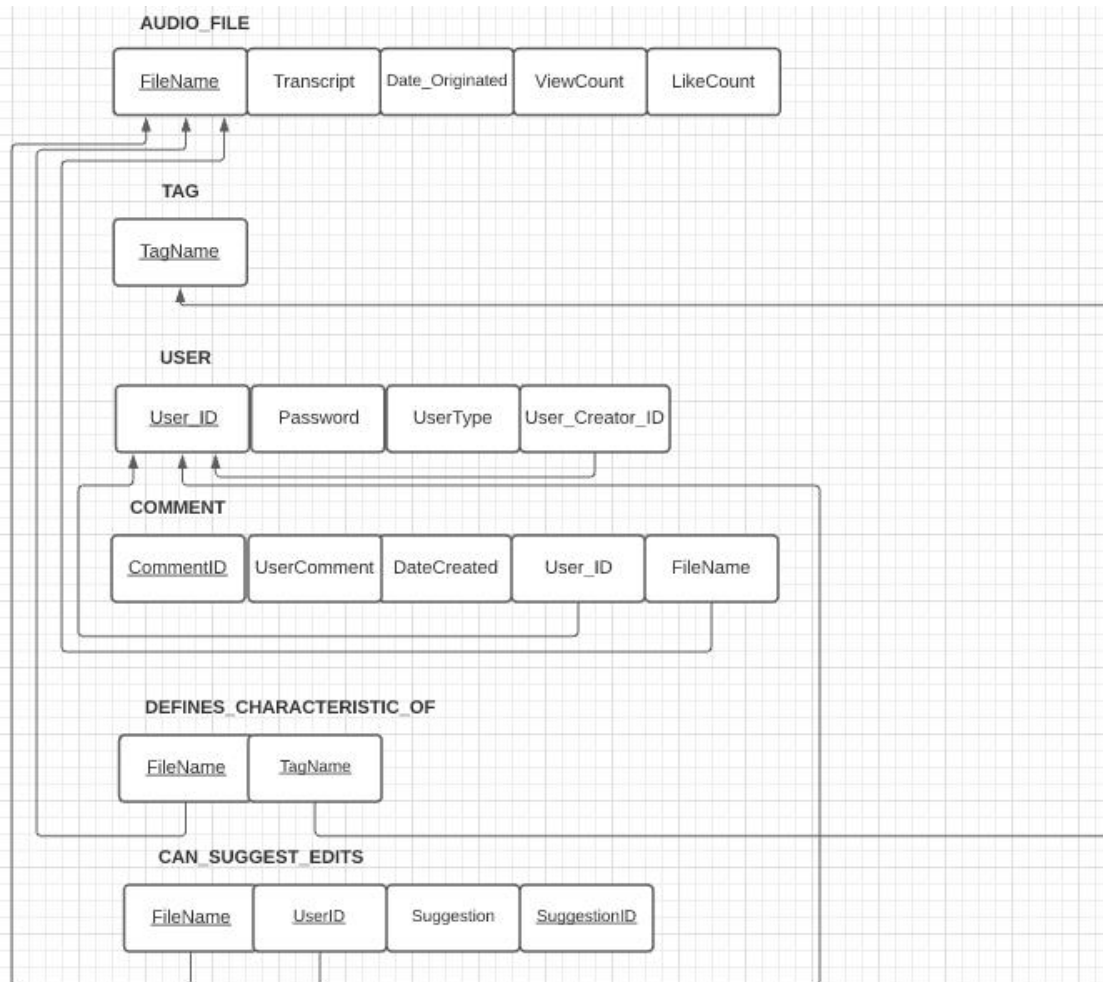 AUDIO_FILE
FileName Transcript Date_Originated ViewCount LikeCount
TAG
TagName
USER
User_ID Password UserType User_Creator_ID
COMMENT
CommentID UserComment DateCreated User_ID FileName
DEFINES_CHARACTERISTIC_OF
FileName TagName
CAN_SUGGEST_EDITS
FileName UserID Suggestion SuggestionID